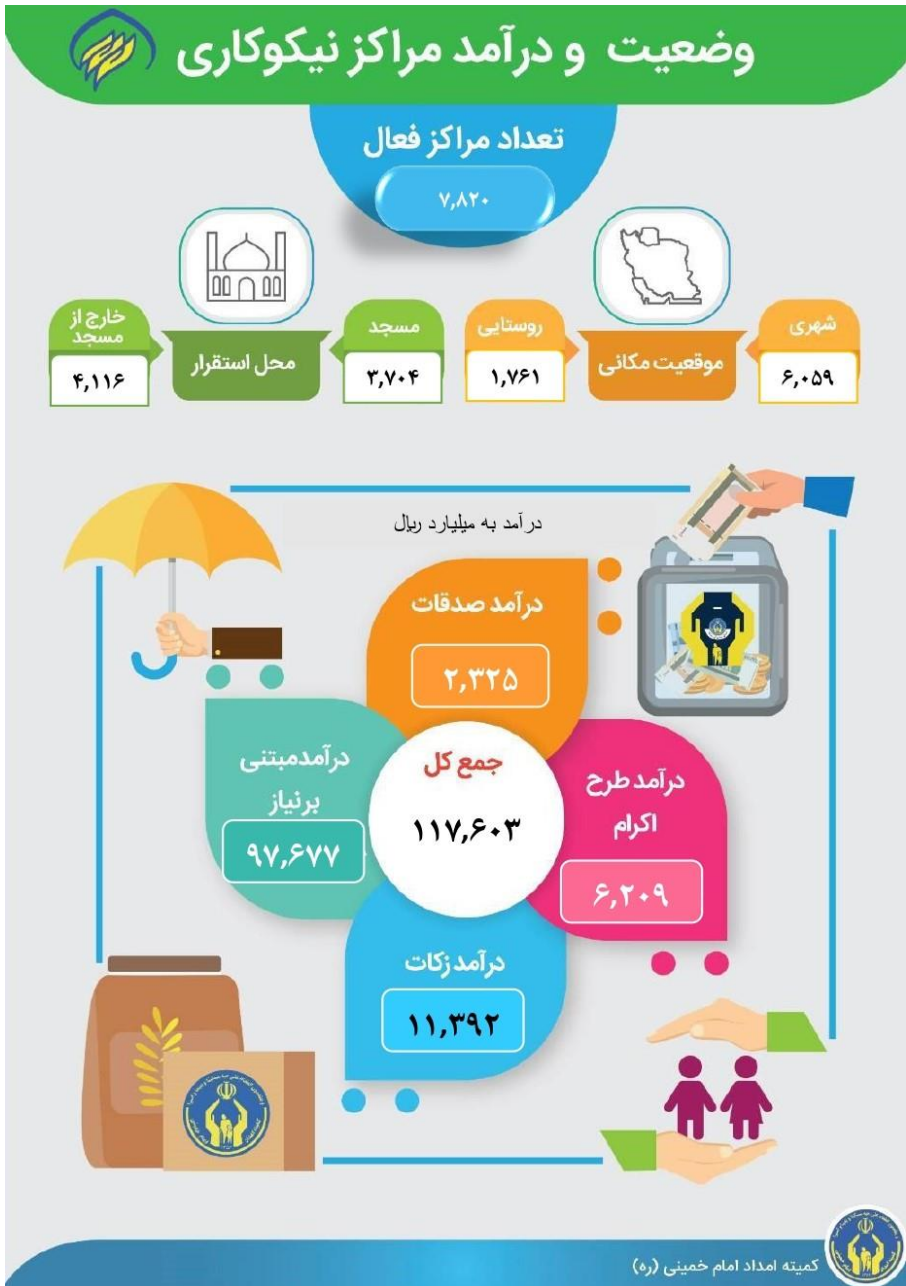 وضعیت و درآمد مراکز نیکوکاری
تعداد مراکز فعال
۷,۸۲۰
شهری
۶,۰۵۹
موقعیت مکانی
روستایی
۱,۷۶۱
مسجد
۳,۷۰۴
محل استقرار
خارج از
مسجد
۴,۱۱۶
درآمد به میلیارد ریال
درآمد صدقات
۲,۳۲۵
درآمد طرح
اکرام
۶,۲۰۹
جمع کل
۱۱۷,۶۰۳
درآمدمبتنی
برنیاز
۹۷,۶۷۷
درآمد زکات
۱۱,۳۹۲
کمیته امداد امام خمینی (ره)